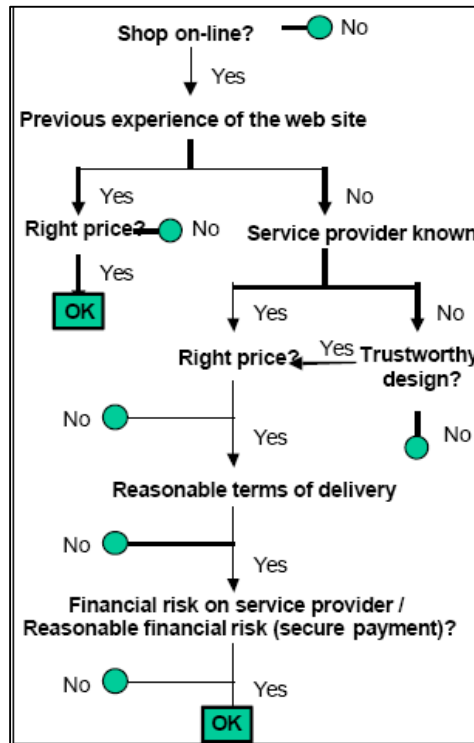 Shop on-line?
No
Yes
Previous experience of the web site
Yes
No
Right price?
No
Service provider known
Yes
OK
Yes
No
Right price?
Yes
Trustworthy
design?
No
Yes
No
Reasonable terms of delivery
No
Yes
Financial risk on service provider /
Reasonable financial risk (secure payment)?
No
Yes
OK